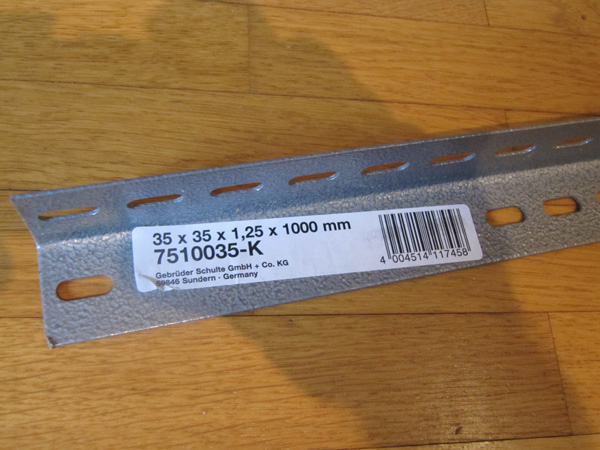 35 x 35 x 1,25 x 1000 mm
7510035-K
Gebrüder Schulte GmbH + Co. KG
59846 Sundern - Germany
4 004514 117458